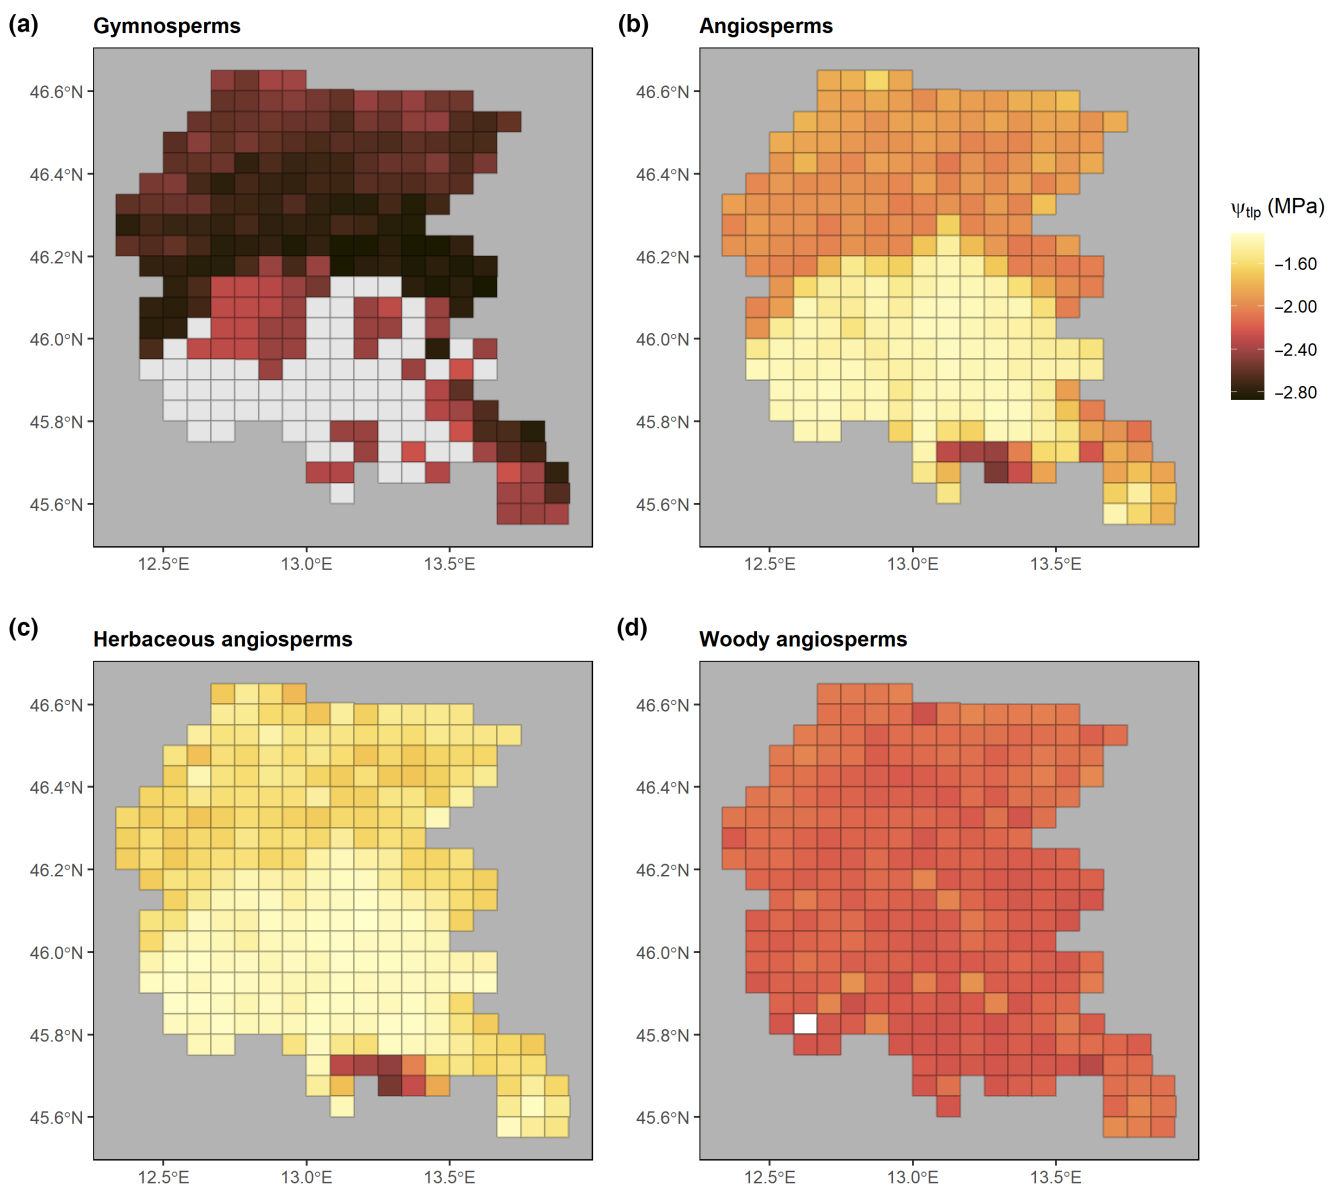 (a) Gymnosperms
(b) Angiosperms
46.6°N
46.4°N
46.2°N
46.0°N
45.8°N
45.6°N
12.5°E 13.0°E 13.5°E
46.6°N
46.4°N
46.2°N
46.0°N
45.8°N
45.6°N
12.5°E 13.0°E 13.5°E
ψtlp (MPa)
−1.60
−2.00
−2.40
−2.80
(c) Herbaceous angiosperms
(d) Woody angiosperms
46.6°N
46.4°N
46.2°N
46.0°N
45.8°N
45.6°N
12.5°E 13.0°E 13.5°E
46.6°N
46.4°N
46.2°N
46.0°N
45.8°N
45.6°N
12.5°E 13.0°E 13.5°E